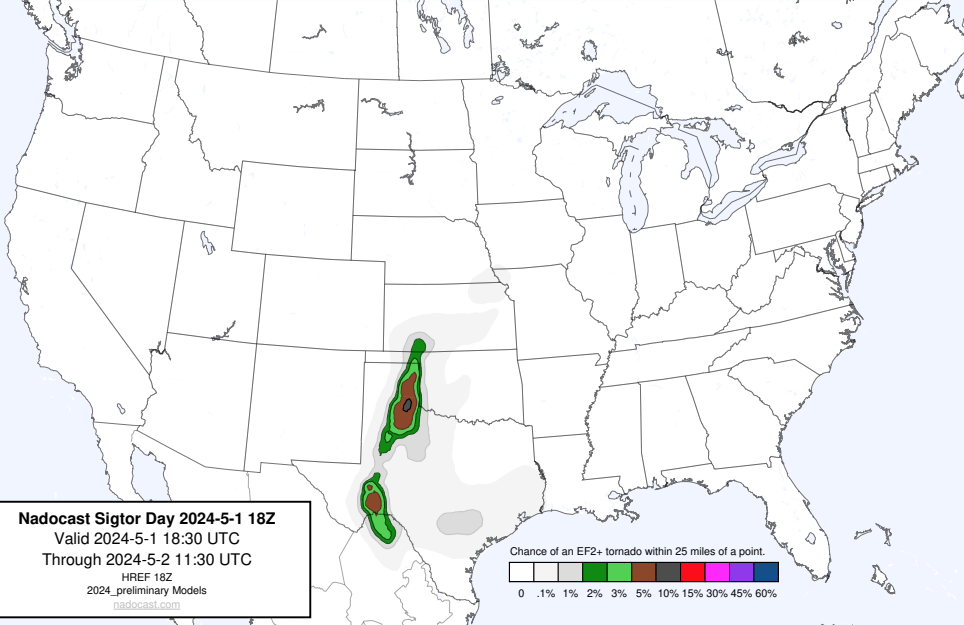 Nadocast Sigtor Day 2024-5-1 18Z
Valid 2024-5-1 18:30 UTC
Through 2024-5-2 11:30 UTC
HREF 18Z
2024_preliminary Models
nadocast.com
Chance of an EF2+ tornado within 25 miles of a point.
0 .1% 1% 2% 3% 5% 10% 15% 30% 45% 60%